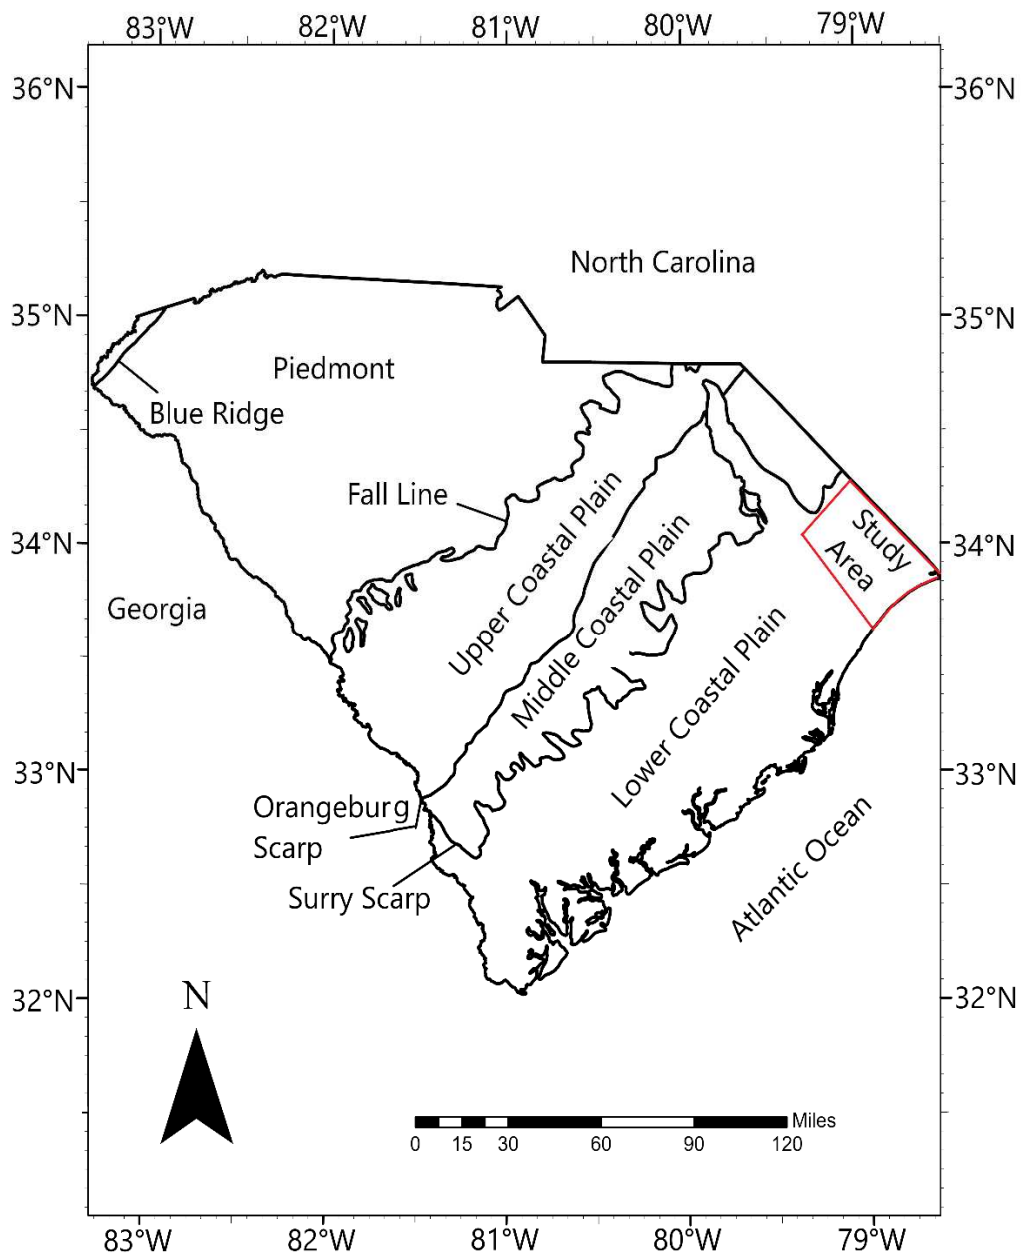 83°W 82°W 81°W 80°W 79°W
36°N 36°N
North Carolina
35°N 35°N
Piedmont
Blue Ridge
Fall Line
Upper Coastal Plain
Middle Coastal Plain
Study
Area
34°N 34°N
Georgia
Lower Coastal Plain
33°N 33°N
Orangeburg
Scarp
Surry Scarp
Atlantic Ocean
32°N 32°N
N
Miles
0 15 30 60 90 120
83°W 82°W 81°W 80°W 79°W